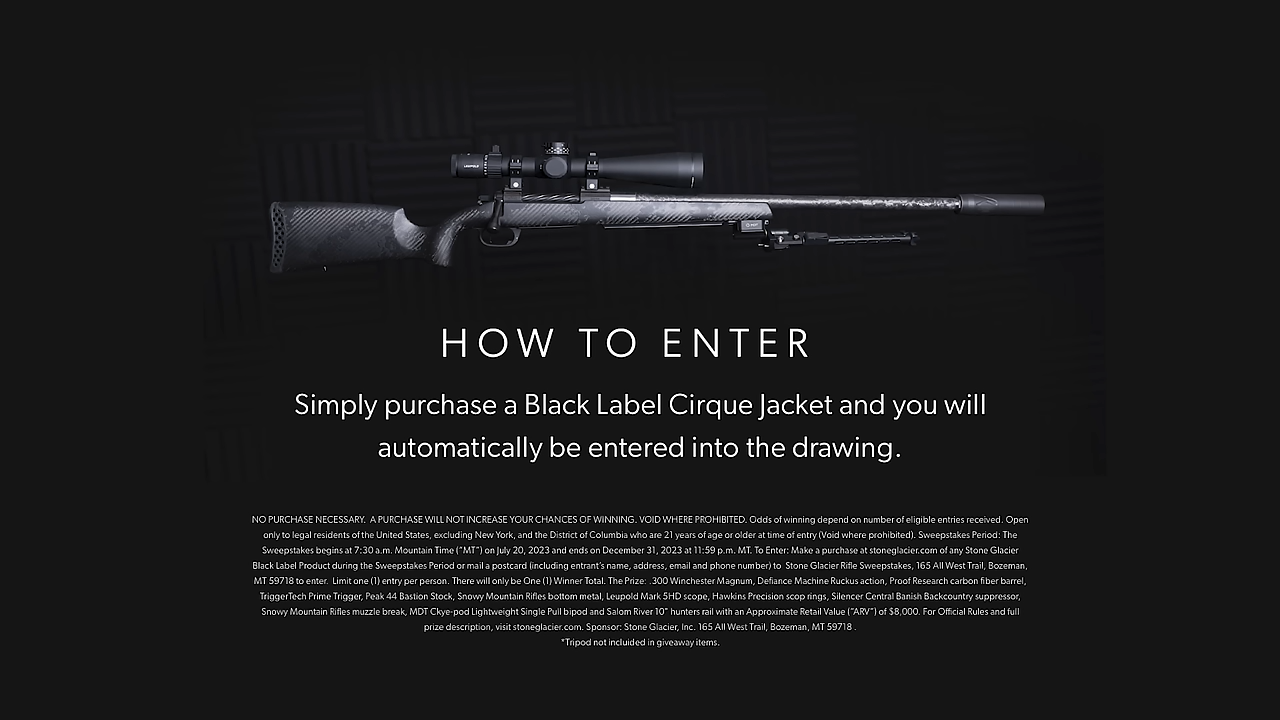 LEUPOLD
HOW TO ENTER
Simply purchase a Black Label Cirque Jacket and you will
automatically be entered into the drawing.
NO PURCHASE NECESSARY. A PURCHASE WILL NOT INCREASE YOUR CHANCES OF WINNING. VOID WHERE PROHIBITED. Odds of winning depend on number of eligible entries received. Open
only to legal residents of the United States, excluding New York, and the District of Columbia who are 21 years of age or older at time of entry (Void where prohibited). Sweepstakes Period: The
Sweepstakes begins at 7:30 a.m. Mountain Time (“MT”) on July 20, 2023 and ends on December 31, 2023 at 11:59 p.m. MT. To Enter: Make a purchase at stoneglacier.com of any Stone Glacier
Black Label Product during the Sweepstakes Period or mail a postcard (including entrant’s name, address, email and phone number) to Stone Glacier Rifle Sweepstakes, 165 All West Trail, Bozeman,
MT 59718 to enter. Limit one (1) entry per person. There will only be One (1) Winner Total. The Prize: .300 Winchester Magnum, Defiance Machine Ruckus action, Proof Research carbon fiber barrel,
TriggerTech Prime Trigger, Peak 44 Bastion Stock, Snowy Mountain Rifles bottom metal, Leupold Mark 5HD scope, Hawkins Precision scop rings, Silencer Central Banish Backcountry suppressor,
Snowy Mountain Rifles muzzle break, MDT Ckye-pod Lightweight Single Pull bipod and Salom River 10" hunters rail with an Approximate Retail Value (“ARV”) of $8,000. For Official Rules and full
prize description, visit stoneglacier.com. Sponsor: Stone Glacier, Inc. 165 All West Trail, Bozeman, MT 59718 .
*Tripod not incluided in giveaway items.